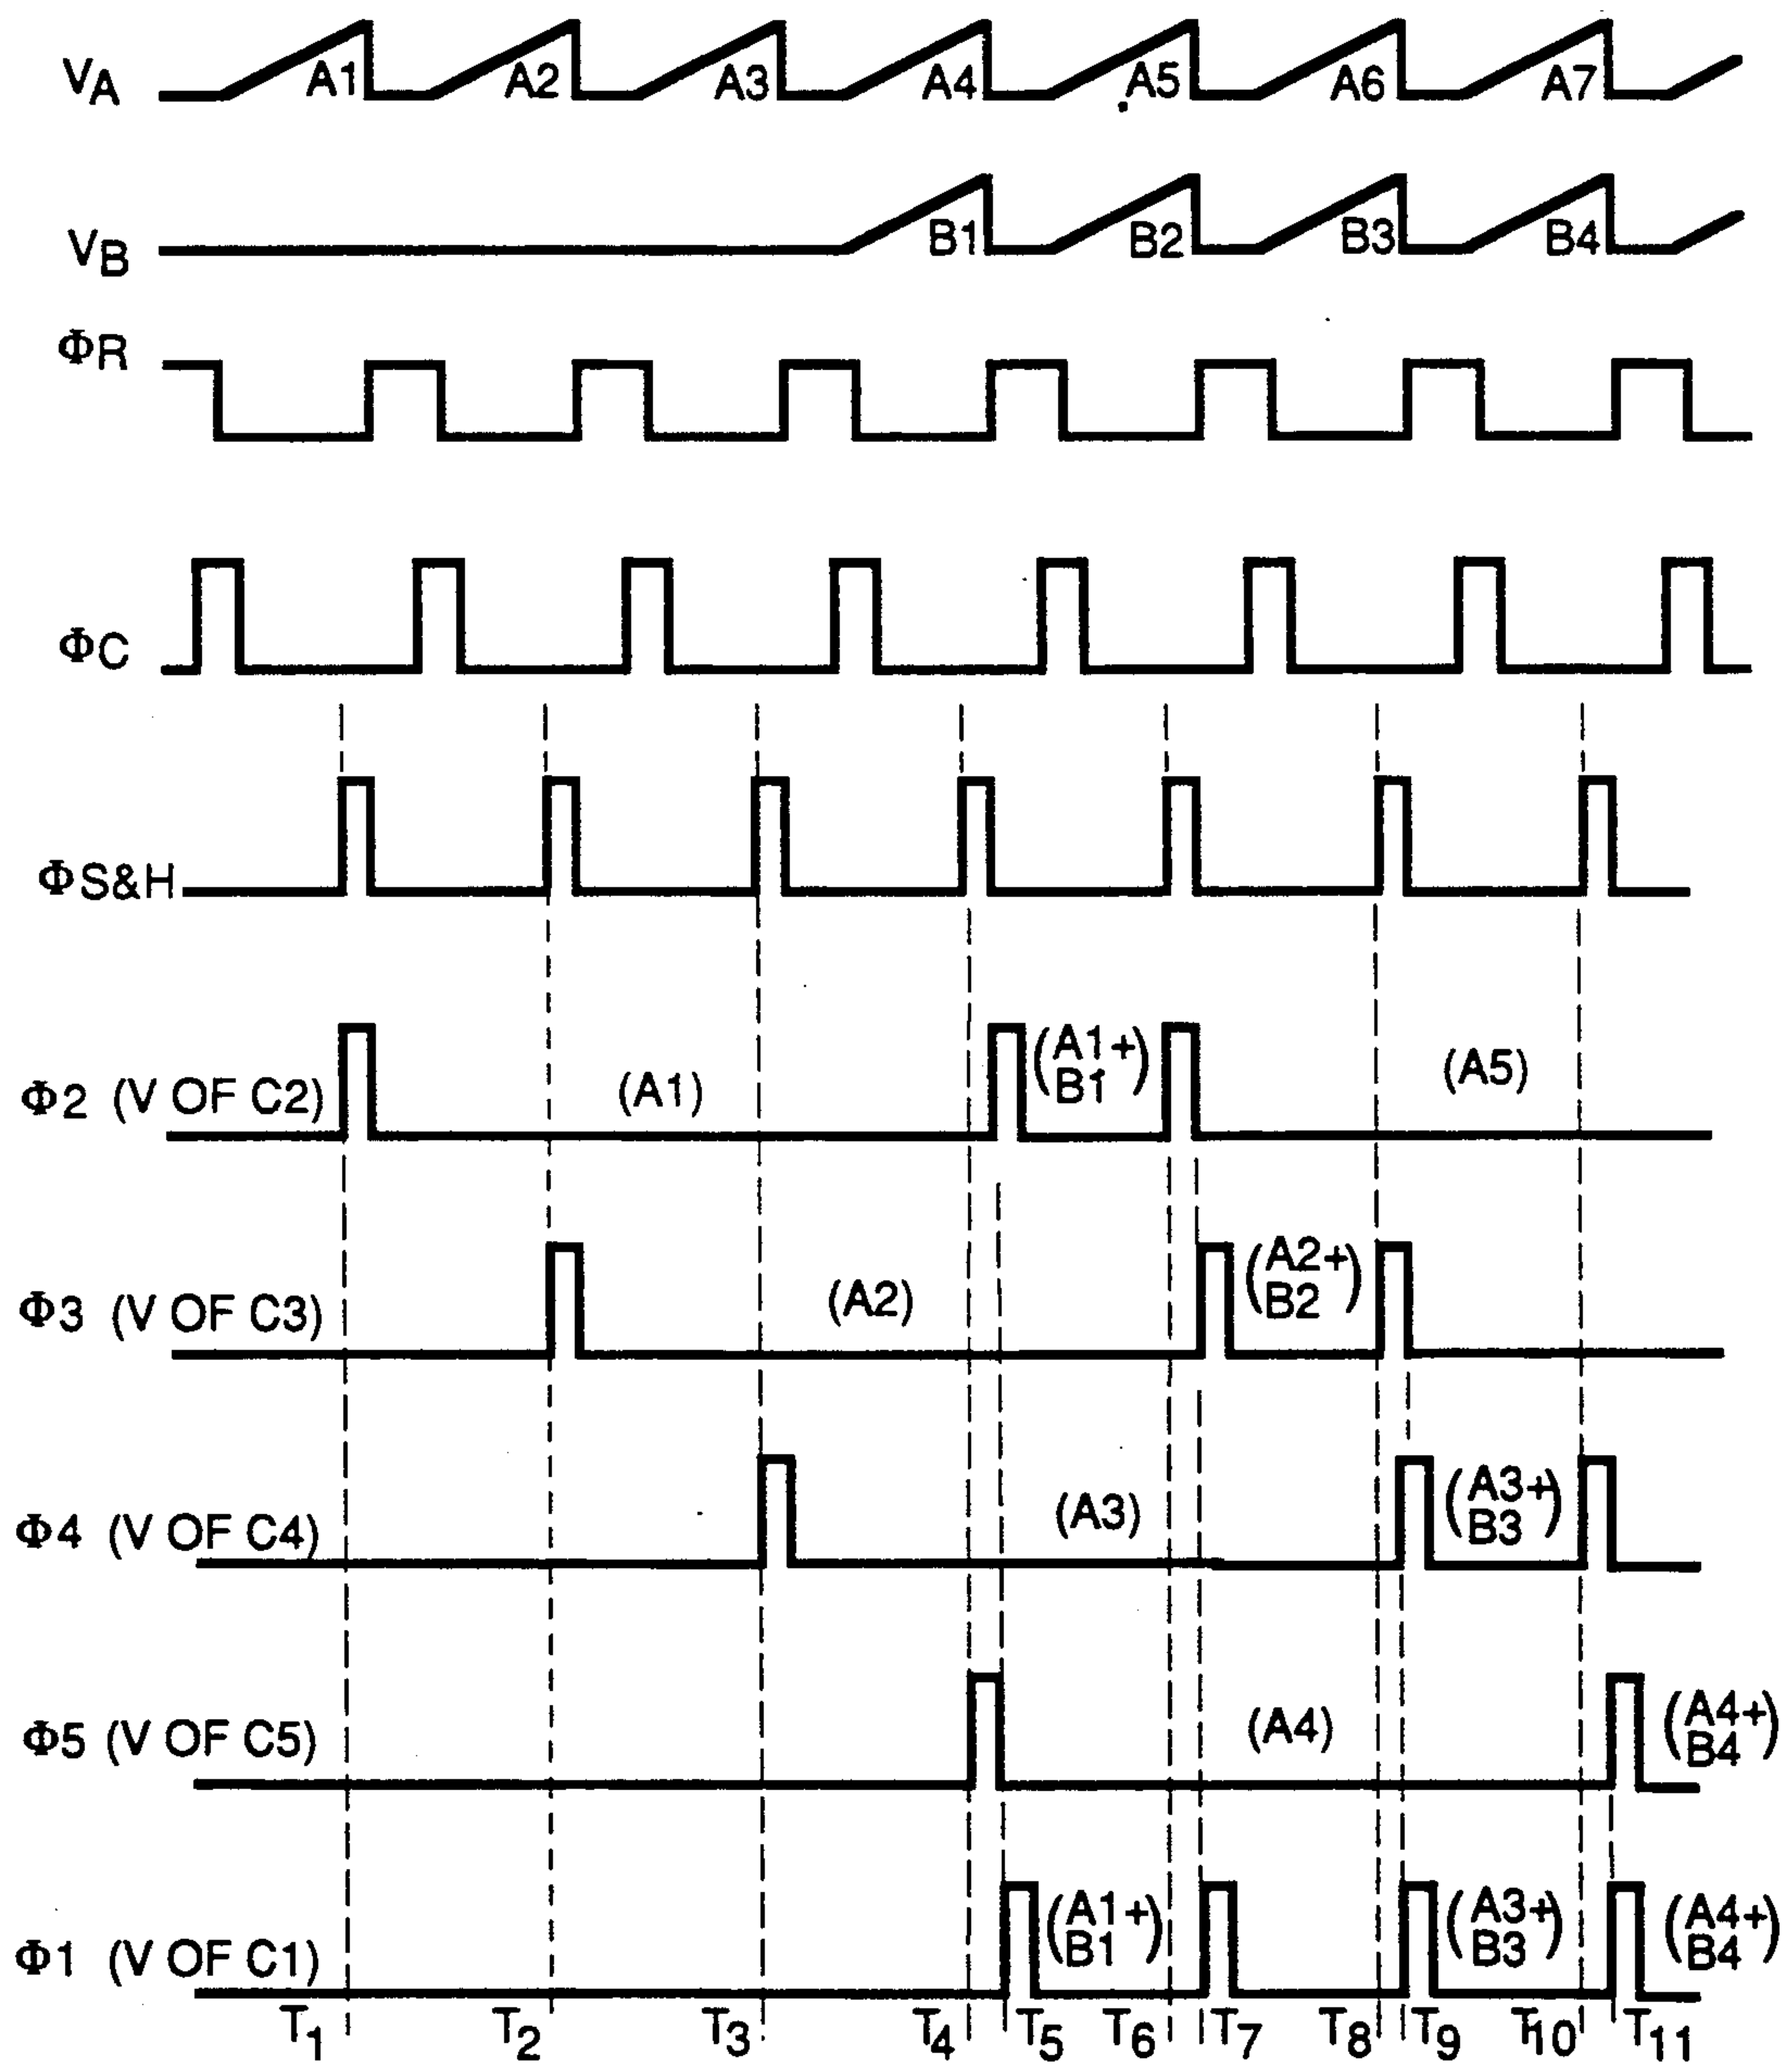 VA A1 A2 A3 A4 A5 A6 A7
VB B1 B2 B3 B4
ΦR
ΦC
ΦS&H
Φ2 (V OF C2) (A1) (A1+ B1) (A5)
Φ3 (V OF C3) (A2) (A2+ B2)
Φ4 (V OF C4) (A3) (A3+ B3)
Φ5 (V OF C5) (A4) (A4+ B4)
Φ1 (V OF C1) (A1+ B1) (A3+ B3) (A4+ B4)
T1 T2 T3 T4 T5 T6 T7 T8 T9 T10 T11